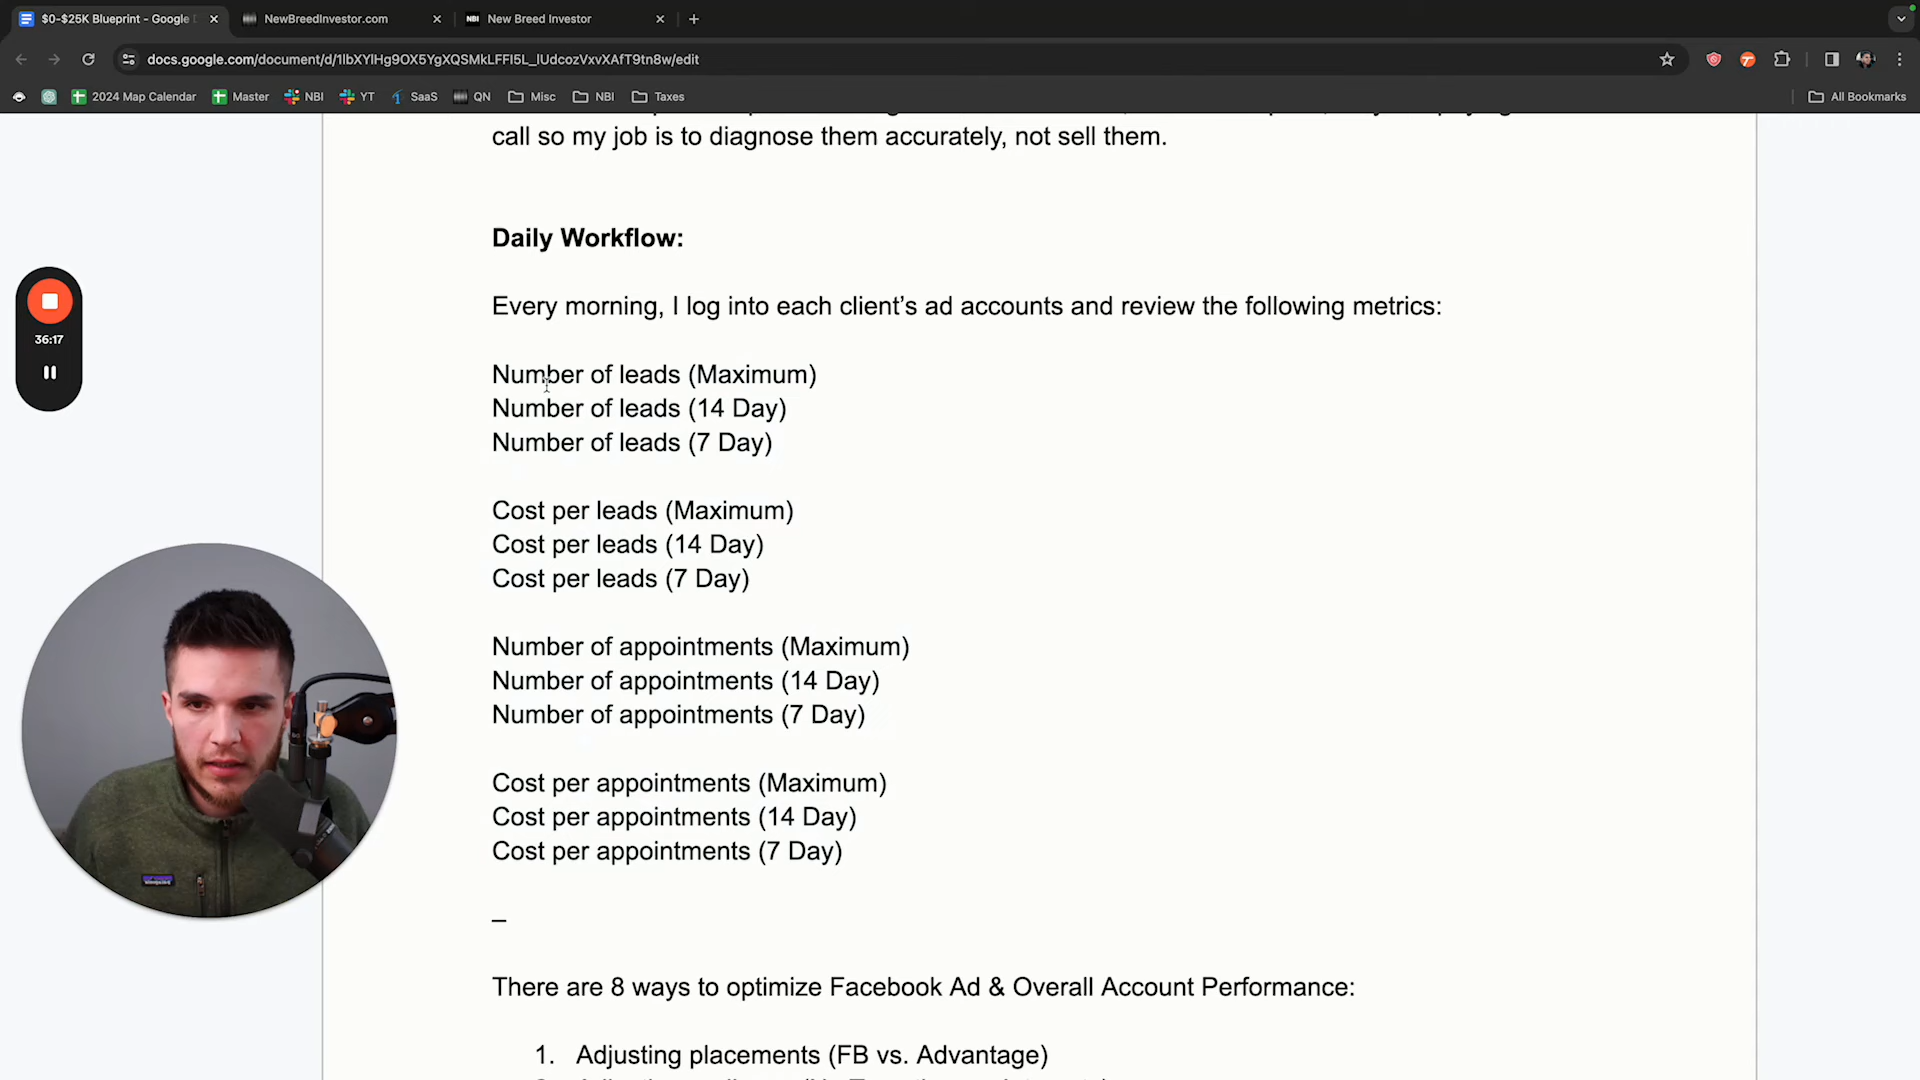 $0-$25K Blueprint - Google D
NewBreedInvestor.com
NBI New Breed Investor
docs.google.com/document/d/1lbXYlHg9OX5YgXQSMkLFFI5L_lUdcozVxvXAfT9tn8w/edit
2024 Map Calendar
Master
NBI
YT
SaaS
QN
Misc
NBI
Taxes
All Bookmarks
call so my job is to diagnose them accurately, not sell them.
Daily Workflow:
Every morning, I log into each client’s ad accounts and review the following metrics:
36:17
Number of leads (Maximum)
Number of leads (14 Day)
Number of leads (7 Day)
Cost per leads (Maximum)
Cost per leads (14 Day)
Cost per leads (7 Day)
Number of appointments (Maximum)
Number of appointments (14 Day)
Number of appointments (7 Day)
Cost per appointments (Maximum)
Cost per appointments (14 Day)
Cost per appointments (7 Day)
–
There are 8 ways to optimize Facebook Ad & Overall Account Performance:
1. Adjusting placements (FB vs. Advantage)